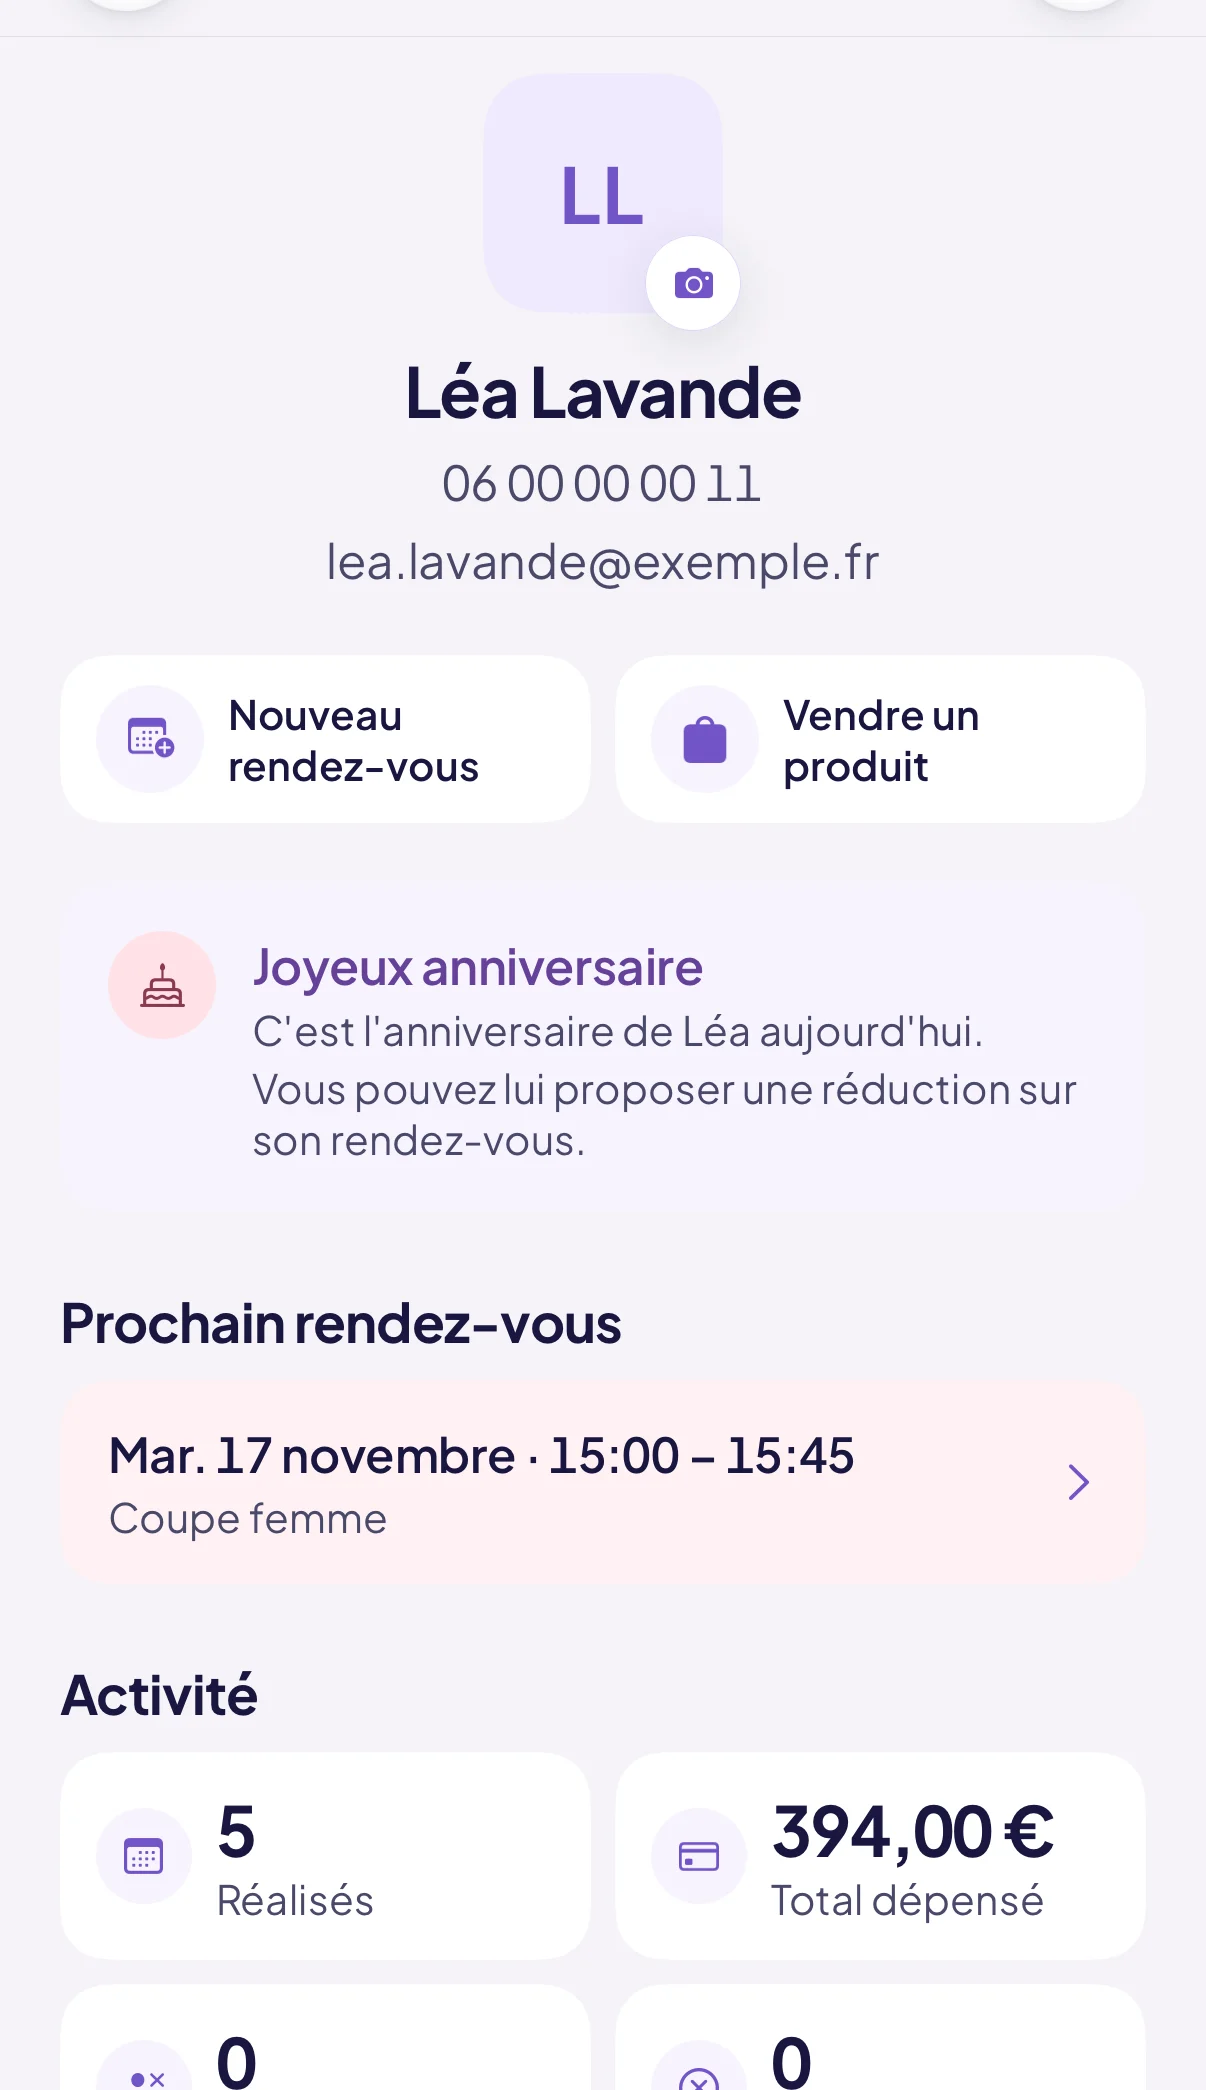 LL
Léa Lavande
06 00 00 00 11
lea.lavande@exemple.fr
Nouveau
rendez-vous
Vendre un
produit
Joyeux anniversaire
C'est l'anniversaire de Léa aujourd'hui.
Vous pouvez lui proposer une réduction sur
son rendez-vous.
Prochain rendez-vous
Mar. 17 novembre · 15:00 – 15:45
Coupe femme
Activité
5
Réalisés
394,00 €
Total dépensé
0
0